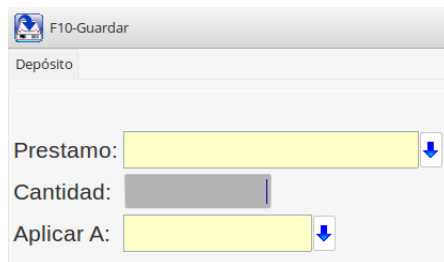 F10-Guardar
Depósito
Prestamo:
Cantidad:
Aplicar A: